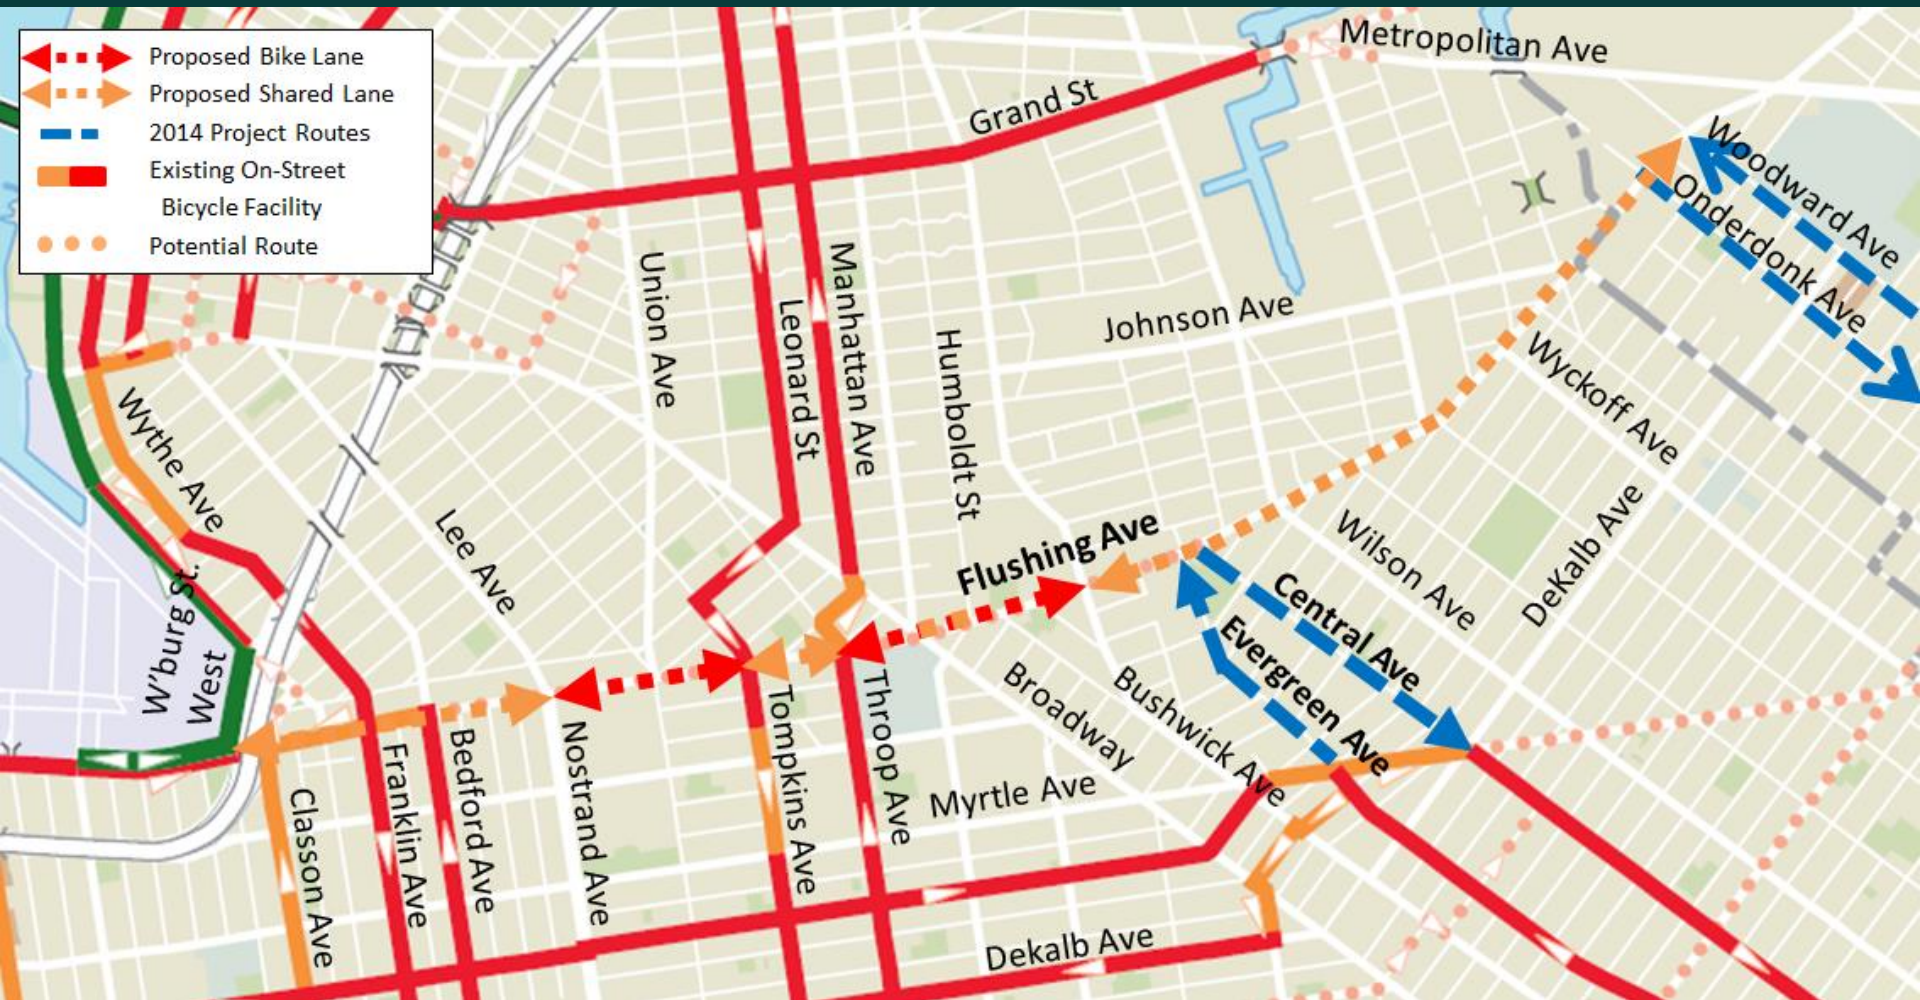 Proposed Bike Lane
Proposed Shared Lane
2014 Project Routes
Existing On-Street
Bicycle Facility
Potential Route
Metropolitan Ave
Grand St
Woodward Ave
Onderdonk Ave
Union Ave
Leonard St
Manhattan Ave
Humboldt St
Johnson Ave
Wyckoff Ave
Wythe Ave
Lee Ave
Flushing Ave
Wilson Ave
DeKalb Ave
Central Ave
Evergreen Ave
W'burg St.
West
Broadway
Bushwick Ave
Classon Ave
Franklin Ave
Bedford Ave
Nostrand Ave
Tompkins Ave
Throop Ave
Myrtle Ave
Dekalb Ave